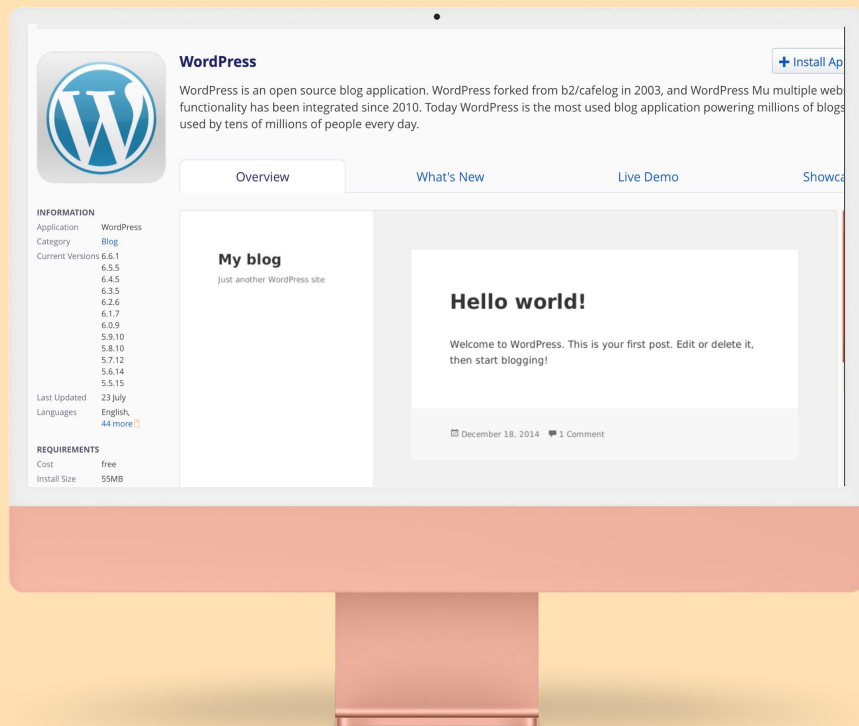 WordPress
Install
WordPress is an open source blog application. WordPress forked from b2/cafelog in 2003, and WordPress Mu multiple
functionality has been integrated since 2010. Today WordPress is the most used blog application powering millions of blogs
used by tens of millions of people every day.
Overview What's New Live Demo
INFORMATION
Application WordPress
Category Blog
Current Versions 6.6.1
6.5.5
6.4.5
6.3.5
6.2.6
6.1.7
6.0.9
5.9.10
5.8.10
5.7.12
5.6.14
5.5.15
Last Updated 23 July
Languages English,
44 more
REQUIREMENTS
Cost free
Install Size 55MB
My blog
Just another WordPress site
Hello world!
Welcome to WordPress. This is your first post. Edit or delete it,
then start blogging!
December 18, 2014 1 Comment